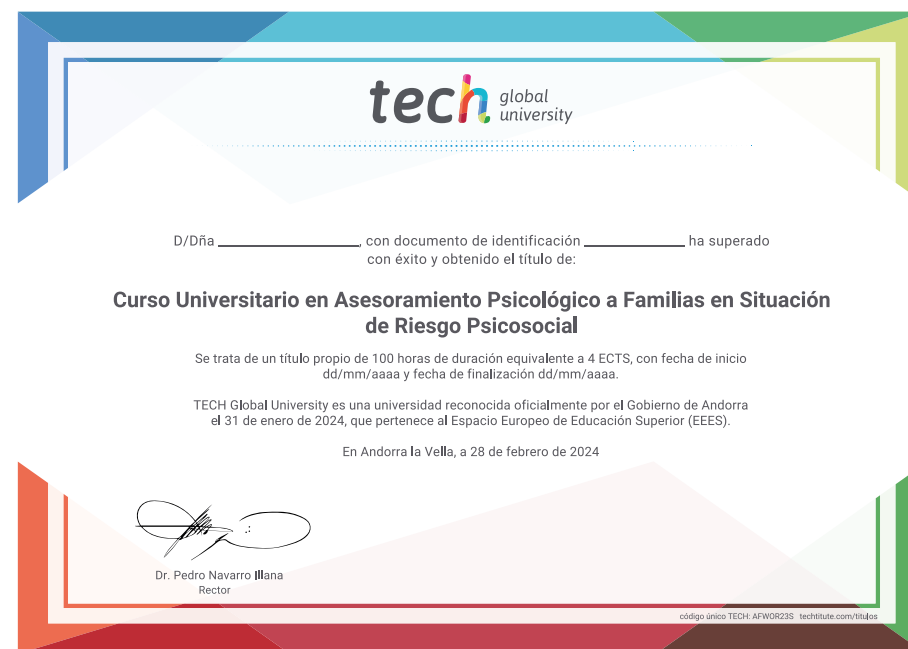 tech global
university
D/Dña ______________, con documento de identificación __________ ha superado
con éxito y obtenido el título de:
Curso Universitario en Asesoramiento Psicológico a Familias en Situación
de Riesgo Psicosocial
Se trata de un título propio de 100 horas de duración equivalente a 4 ECTS, con fecha de inicio
dd/mm/aaaa y fecha de finalización dd/mm/aaaa.
TECH Global University es una universidad reconocida oficialmente por el Gobierno de Andorra
el 31 de enero de 2024, que pertenece al Espacio Europeo de Educación Superior (EEES).
En Andorra la Vella, a 28 de febrero de 2024
Dr. Pedro Navarro Illana
Rector
código único TECH: AFWOR23S techtitute.com/titulos